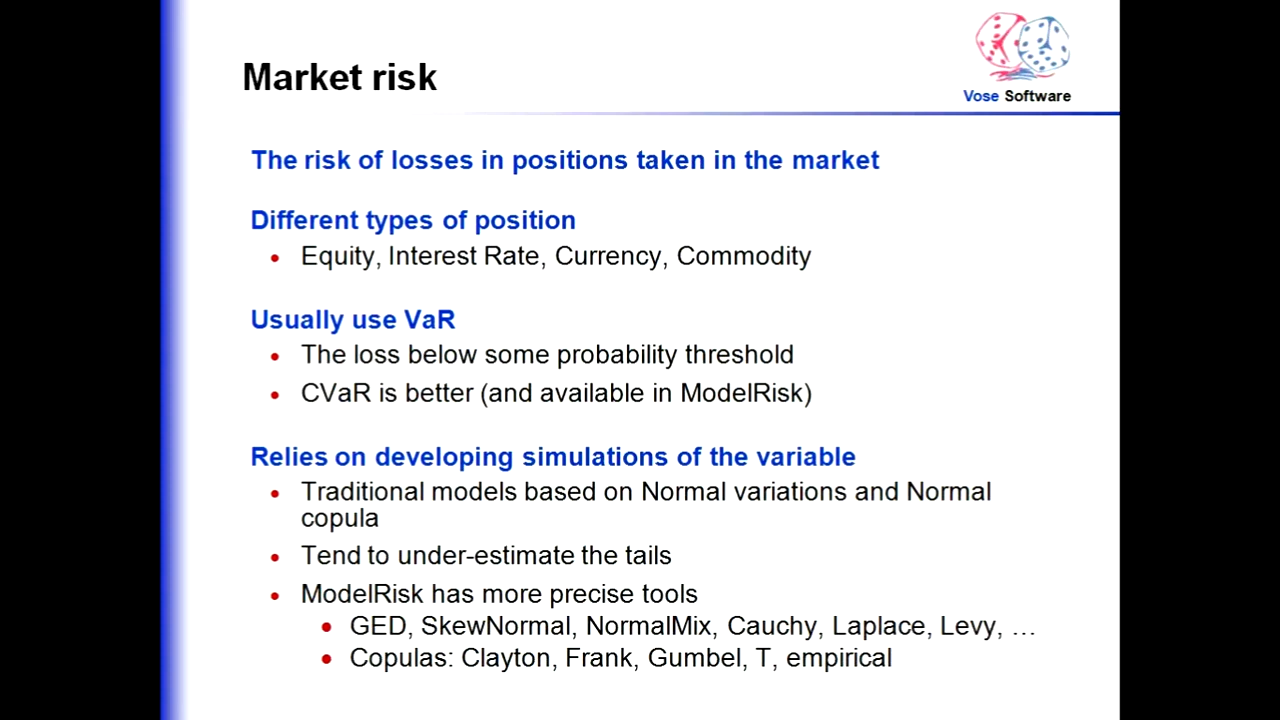 Market risk
Vose Software
The risk of losses in positions taken in the market
Different types of position
• Equity, Interest Rate, Currency, Commodity
Usually use VaR
• The loss below some probability threshold
• CVaR is better (and available in ModelRisk)
Relies on developing simulations of the variable
• Traditional models based on Normal variations and Normal
copula
• Tend to under-estimate the tails
• ModelRisk has more precise tools
• GED, SkewNormal, NormalMix, Cauchy, Laplace, Levy, …
• Copulas: Clayton, Frank, Gumbel, T, empirical